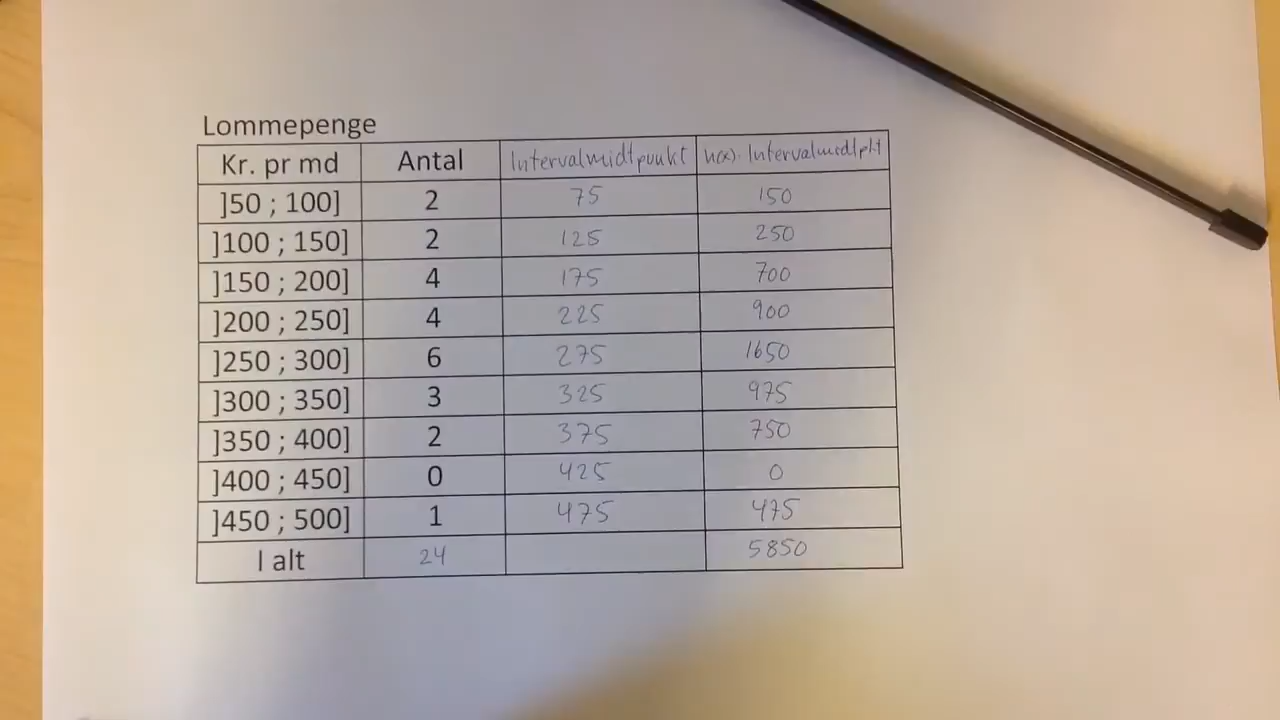 Lommepenge
Kr. pr md Antal Intervalmidtpunkt h(x). Intervalmidtpkt
]50 ; 100] 2 75 150
]100 ; 150] 2 125 250
]150 ; 200] 4 175 700
]200 ; 250] 4 225 900
]250 ; 300] 6 275 1650
]300 ; 350] 3 325 975
]350 ; 400] 2 375 750
]400 ; 450] 0 425 0
]450 ; 500] 1 475 475
I alt 24 5850